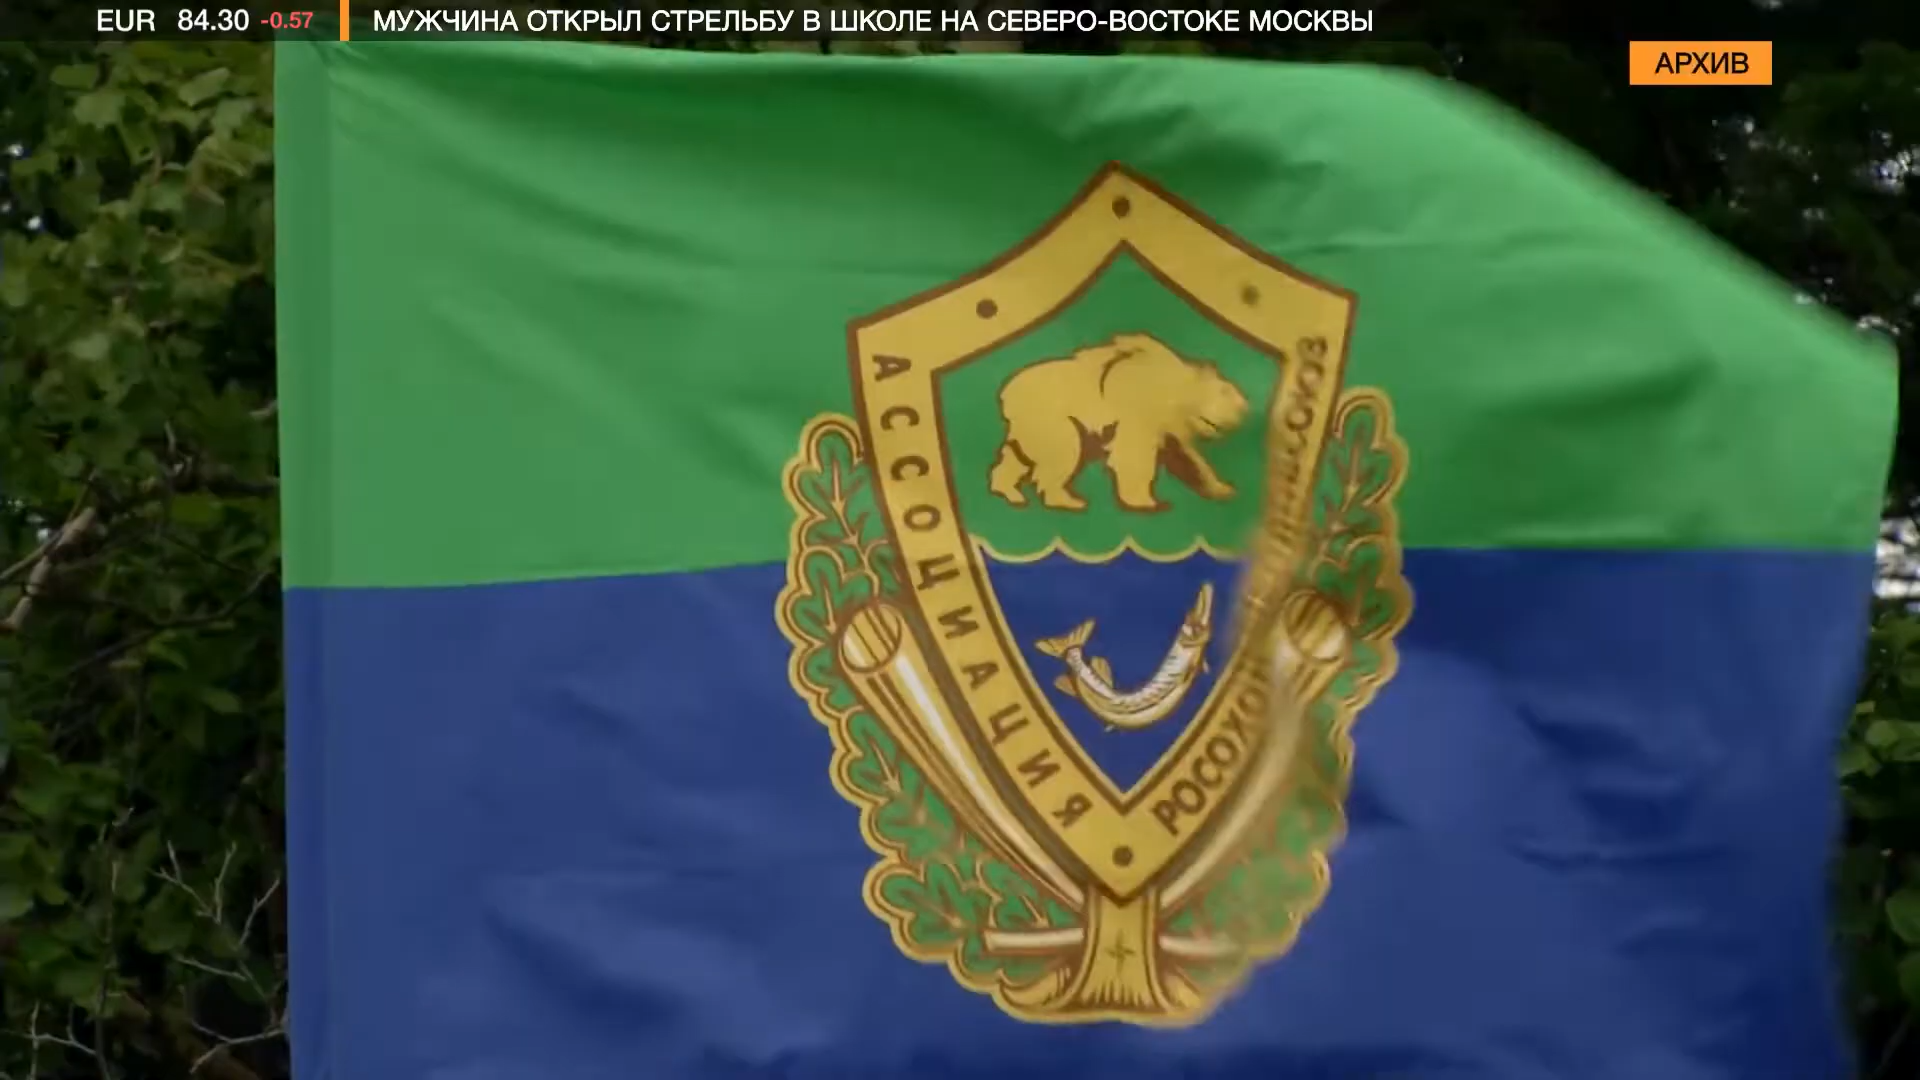 EUR 84.30 -0.57 МУЖЧИНА ОТКРЫЛ СТРЕЛЬБУ В ШКОЛЕ НА СЕВЕРО-ВОСТОКЕ МОСКВЫ
АРХИВ
АССОЦИАЦИЯ